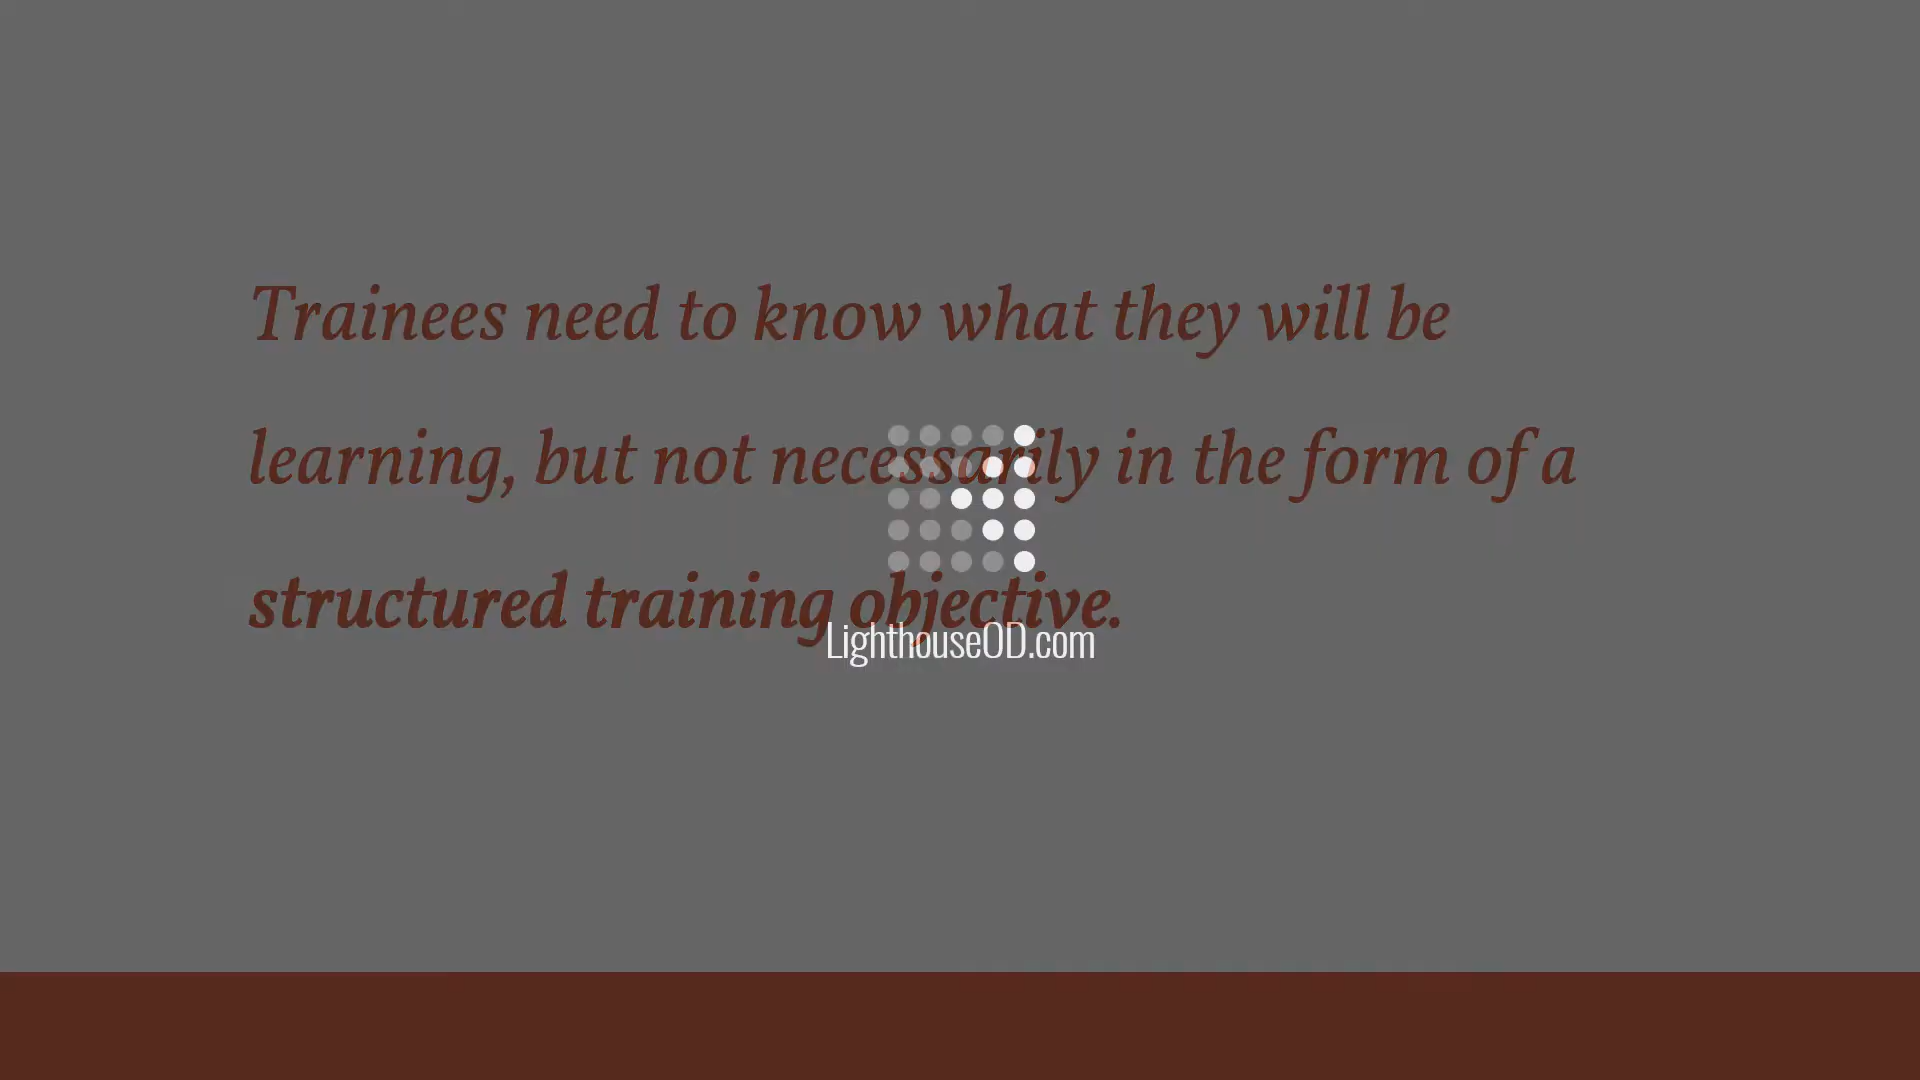 Trainees need to know what they will be
learning, but not necessarily in the form of a
structured training objective.
LighthouseOD.com